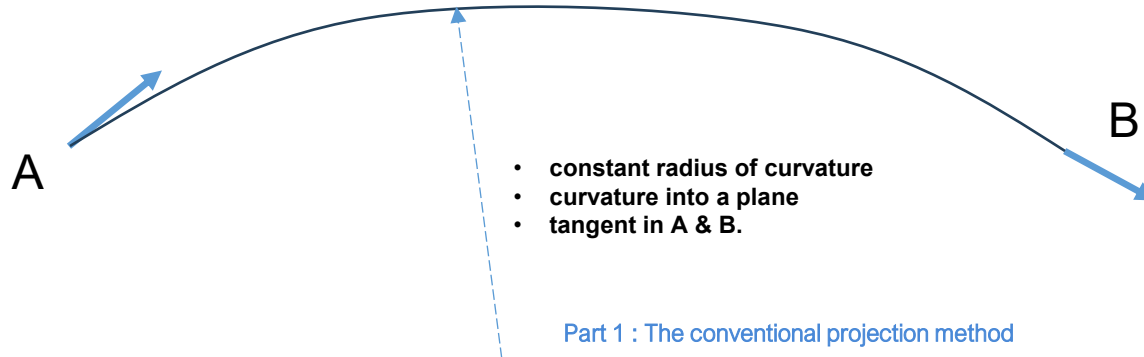 A
B
• constant radius of curvature
• curvature into a plane
• tangent in A & B.
Part 1 : The conventional projection method